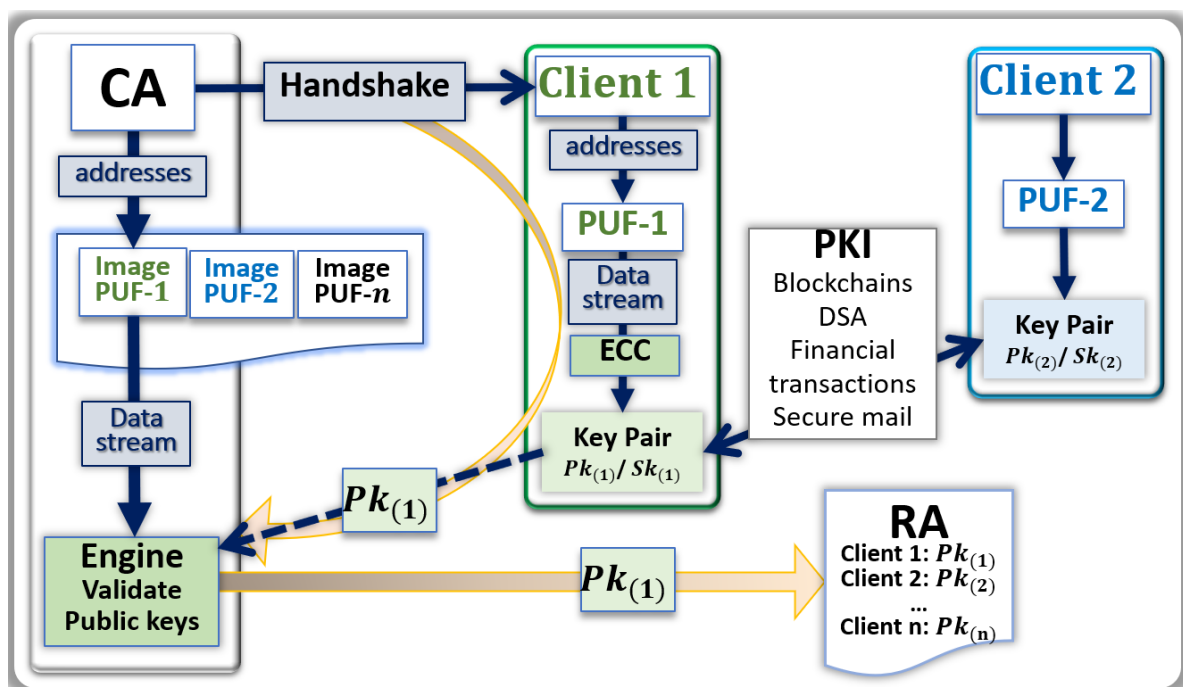 CA
Handshake
Client 1
Client 2
addresses
addresses
PUF-1
PUF-2
Image
PUF-1
Image
PUF-2
Image
PUF-n
Data
stream
ECC
PKI
Blockchains
DSA
Financial
transactions
Secure mail
Key Pair
Pk(2)/ Sk(2)
Data
stream
Key Pair
Pk(1)/ Sk(1)
Pk(1)
Engine
Validate
Public keys
Pk(1)
RA
Client 1: Pk(1)
Client 2: Pk(2)
...
Client n: Pk(n)